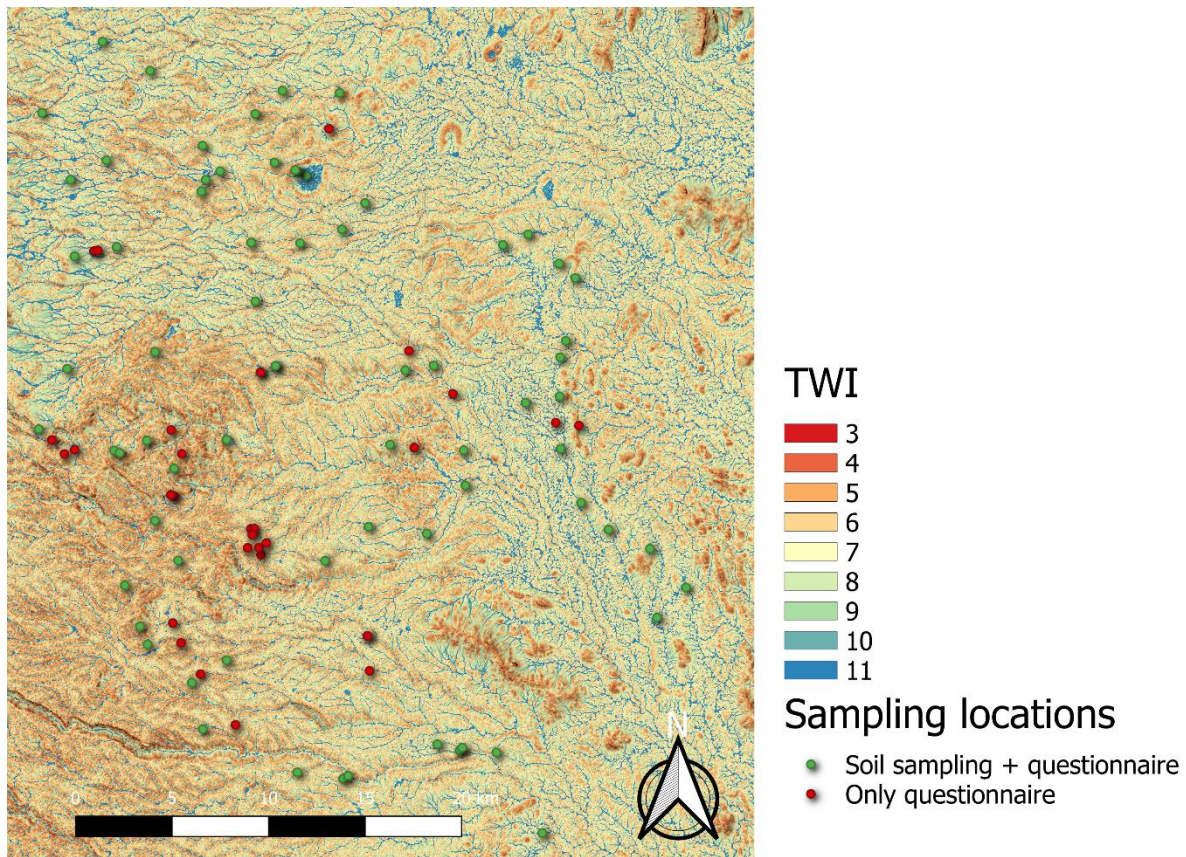 TWI
3
4
5
6
7
8
9
10
11
Sampling locations
Soil sampling + questionnaire
Only questionnaire
N
0 5 10 15 20 km